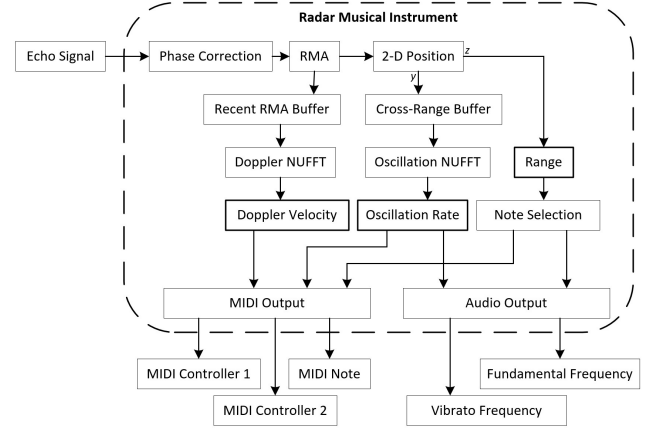 Radar Musical Instrument
Echo Signal
Phase Correction
RMA
2-D Position
z
y
Recent RMA Buffer
Cross-Range Buffer
Doppler NUFFT
Oscillation NUFFT
Range
Doppler Velocity
Oscillation Rate
Note Selection
MIDI Output
Audio Output
MIDI Controller 1
MIDI Note
Fundamental Frequency
MIDI Controller 2
Vibrato Frequency